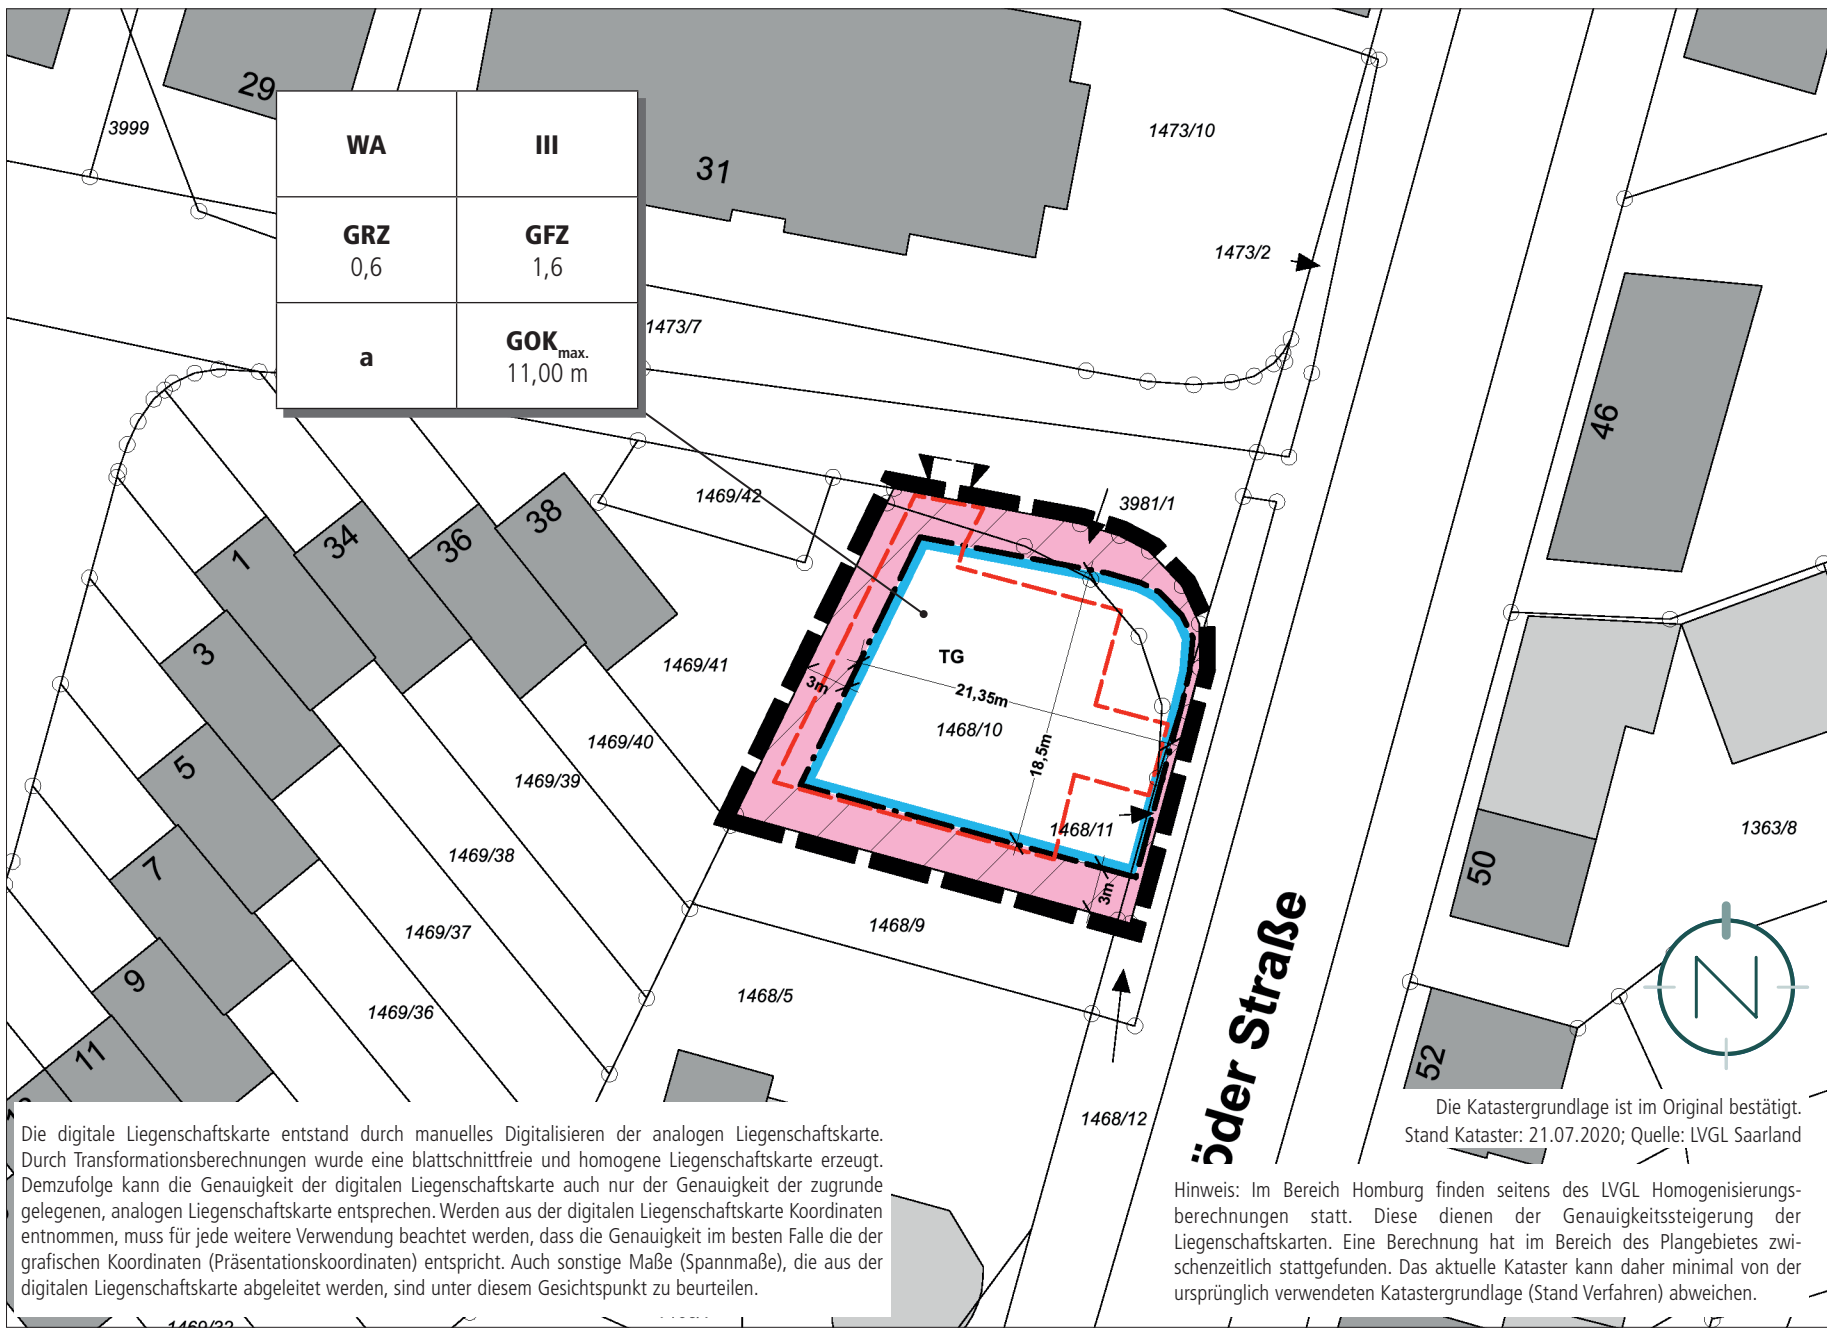 29
3999
WA
III
GRZ
0,6
GFZ
1,6
a
GOK max.
11,00 m
31
1473/10
1473/2
1473/7
46
1469/42
3981/1
38
36
34
1
3
5
7
9
11
1469/41
1469/40
1469/39
1469/38
1469/37
1469/36
TG
3m
21,35m
1468/10
18,5m
1468/11
3m
1468/9
1468/5
1468/12
1363/8
50
52
N
öder Straße
Die Katastergrundlage ist im Original bestätigt.
Stand Kataster: 21.07.2020; Quelle: LVGL Saarland
Die digitale Liegenschaftskarte entstand durch manuelles Digitalisieren der analogen Liegenschaftskarte.
Durch Transformationsberechnungen wurde eine blattschnittfreie und homogene Liegenschaftskarte erzeugt.
Demzufolge kann die Genauigkeit der digitalen Liegenschaftskarte auch nur der Genauigkeit der zugrunde
gelegenen, analogen Liegenschaftskarte entsprechen. Werden aus der digitalen Liegenschaftskarte Koordinaten
entnommen, muss für jede weitere Verwendung beachtet werden, dass die Genauigkeit im besten Falle die der
grafischen Koordinaten (Präsentationskoordinaten) entspricht. Auch sonstige Maße (Spannmaße), die aus der
digitalen Liegenschaftskarte abgeleitet werden, sind unter diesem Gesichtspunkt zu beurteilen.
Hinweis: Im Bereich Homburg finden seitens des LVGL Homogenisierungs-
berechnungen statt. Diese dienen der Genauigkeitssteigerung der
Liegenschaftskarten. Eine Berechnung hat im Bereich des Plangebietes zwi-
schenzeitlich stattgefunden. Das aktuelle Kataster kann daher minimal von der
ursprünglich verwendeten Katastergrundlage (Stand Verfahren) abweichen.
1469/32